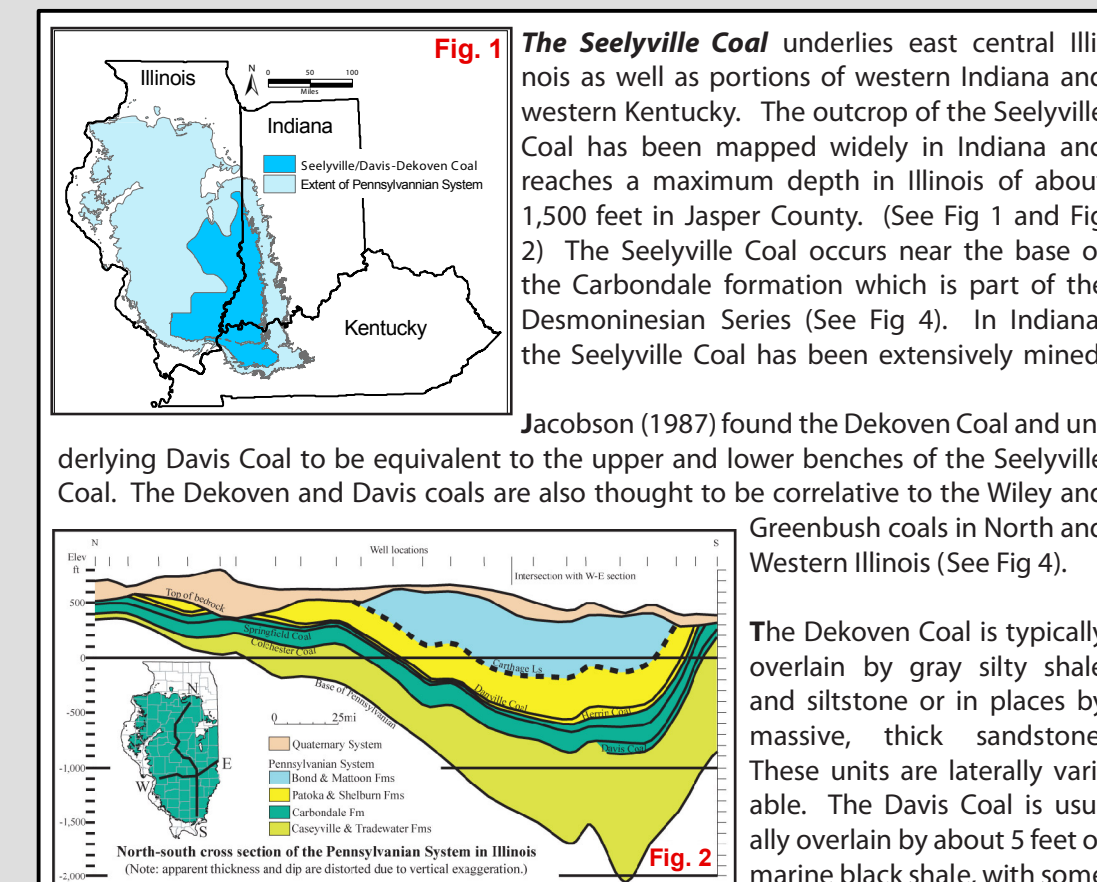 Fig. 1
Illinois
N
0 50 100
Miles
Indiana
Seelyville/Davis-Dekoven Coal
Extent of Pennsylvannian System
Kentucky
The Seelyville Coal underlies east central Illi
nois as well as portions of western Indiana and
western Kentucky. The outcrop of the Seelyville
Coal has been mapped widely in Indiana and
reaches a maximum depth in Illinois of about
1,500 feet in Jasper County. (See Fig 1 and Fig
2) The Seelyville Coal occurs near the base o
the Carbondale formation which is part of the
Desmoninesian Series (See Fig 4). In Indiana
the Seelyville Coal has been extensively mined
Jacobson (1987) found the Dekoven Coal and un
derlying Davis Coal to be equivalent to the upper and lower benches of the Seelyville
Coal. The Dekoven and Davis coals are also thought to be correlative to the Wiley and
Greenbush coals in North and
Western Illinois (See Fig 4).
The Dekoven Coal is typically
overlain by gray silty shale
and siltstone or in places by
massive, thick sandstone
These units are laterally vari
able. The Davis Coal is usu
ally overlain by about 5 feet o
marine black shale, with some
N
S
Elev
ft
Well locations
Intersection with W-E section
Top of bedrock
500
Springfield Coal
Colchester Coal
0
Carthage Ls
Base of Pennsylvanian
Danville Coal
Herrin Coal
-500
Davis Coal
N
0 25mi
E
W
S
-1,000
-1,500
-2,000
Quaternary System
Pennsylvanian System
Bond & Mattoon Fms
Patoka & Shelburn Fms
Carbondale Fm
Caseyville & Tradewater Fms
North-south cross section of the Pennsylvanian System in Illinois
(Note: apparent thickness and dip are distorted due to vertical exaggeration.)
Fig. 2